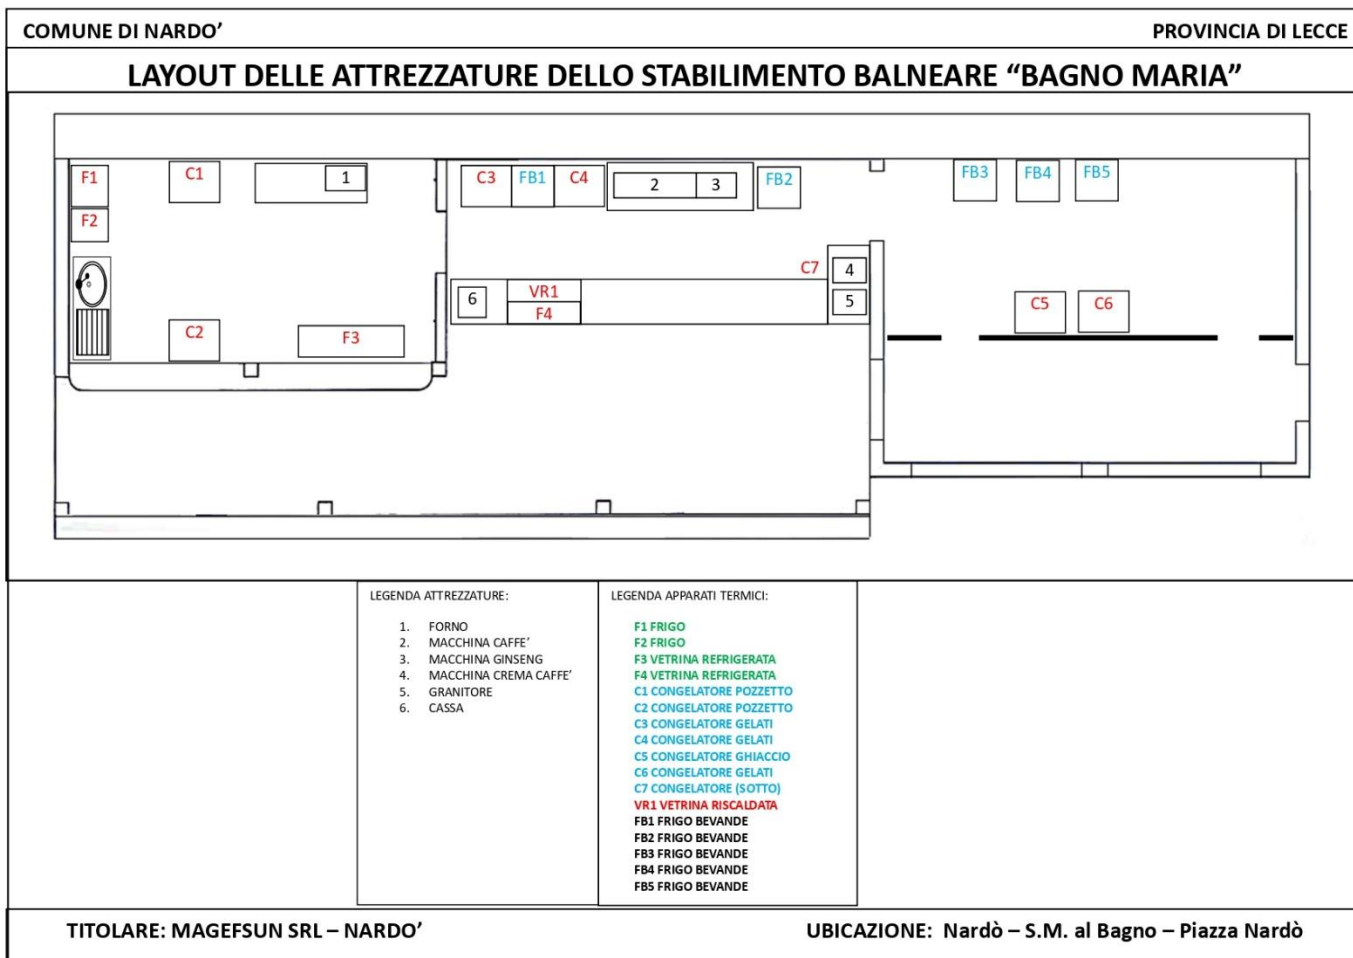 COMUNE DI NARDO’
PROVINCIA DI LECCE
LAYOUT DELLE ATTREZZATURE DELLO STABILIMENTO BALNEARE “BAGNO MARIA”
F1
C1
1
C3
FB1
C4
2
3
FB2
FB3
FB4
FB5
F2
C7
4
6
VR1
5
F4
C5
C6
C2
F3
LEGENDA ATTREZZATURE:
1. FORNO
2. MACCHINA CAFFE’
3. MACCHINA GINSENG
4. MACCHINA CREMA CAFFE’
5. GRANITORE
6. CASSA
LEGENDA APPARATI TERMICI:
F1 FRIGO
F2 FRIGO
F3 VETRINA REFRIGERATA
F4 VETRINA REFRIGERATA
C1 CONGELATORE POZZETTO
C2 CONGELATORE POZZETTO
C3 CONGELATORE GELATI
C4 CONGELATORE GELATI
C5 CONGELATORE GHIACCIO
C6 CONGELATORE GELATI
C7 CONGELATORE (SOTTO)
VR1 VETRINA RISCALDATA
FB1 FRIGO BEVANDE
FB2 FRIGO BEVANDE
FB3 FRIGO BEVANDE
FB4 FRIGO BEVANDE
FB5 FRIGO BEVANDE
TITOLARE: MAGEFSUN SRL – NARDO’
UBICAZIONE: Nardò – S.M. al Bagno – Piazza Nardò